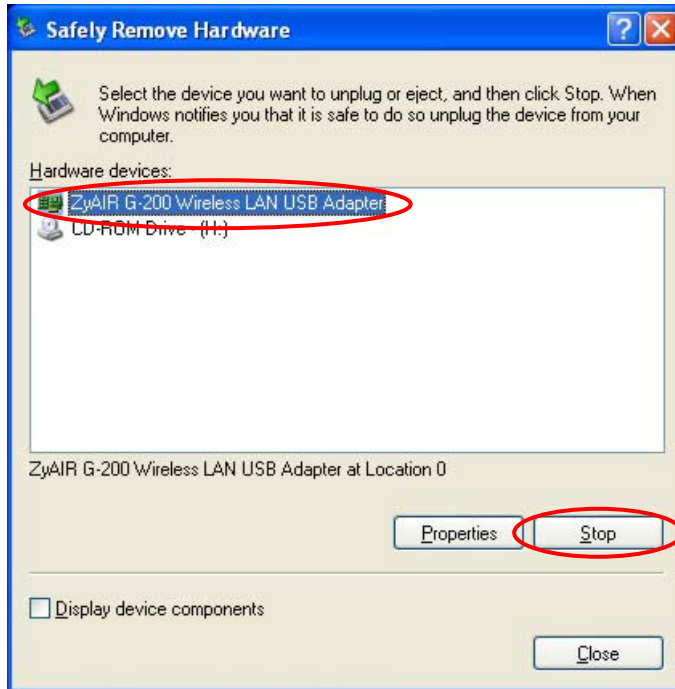 Safely Remove Hardware
Select the device you want to unplug or eject, and then click Stop. When
Windows notifies you that it is safe to do so unplug the device from your
computer.
Hardware devices:
ZyAIR G-200 Wireless LAN USB Adapter
CD-ROM Drive - (H:)
ZyAIR G-200 Wireless LAN USB Adapter at Location 0
Properties Stop
Display device components
Close